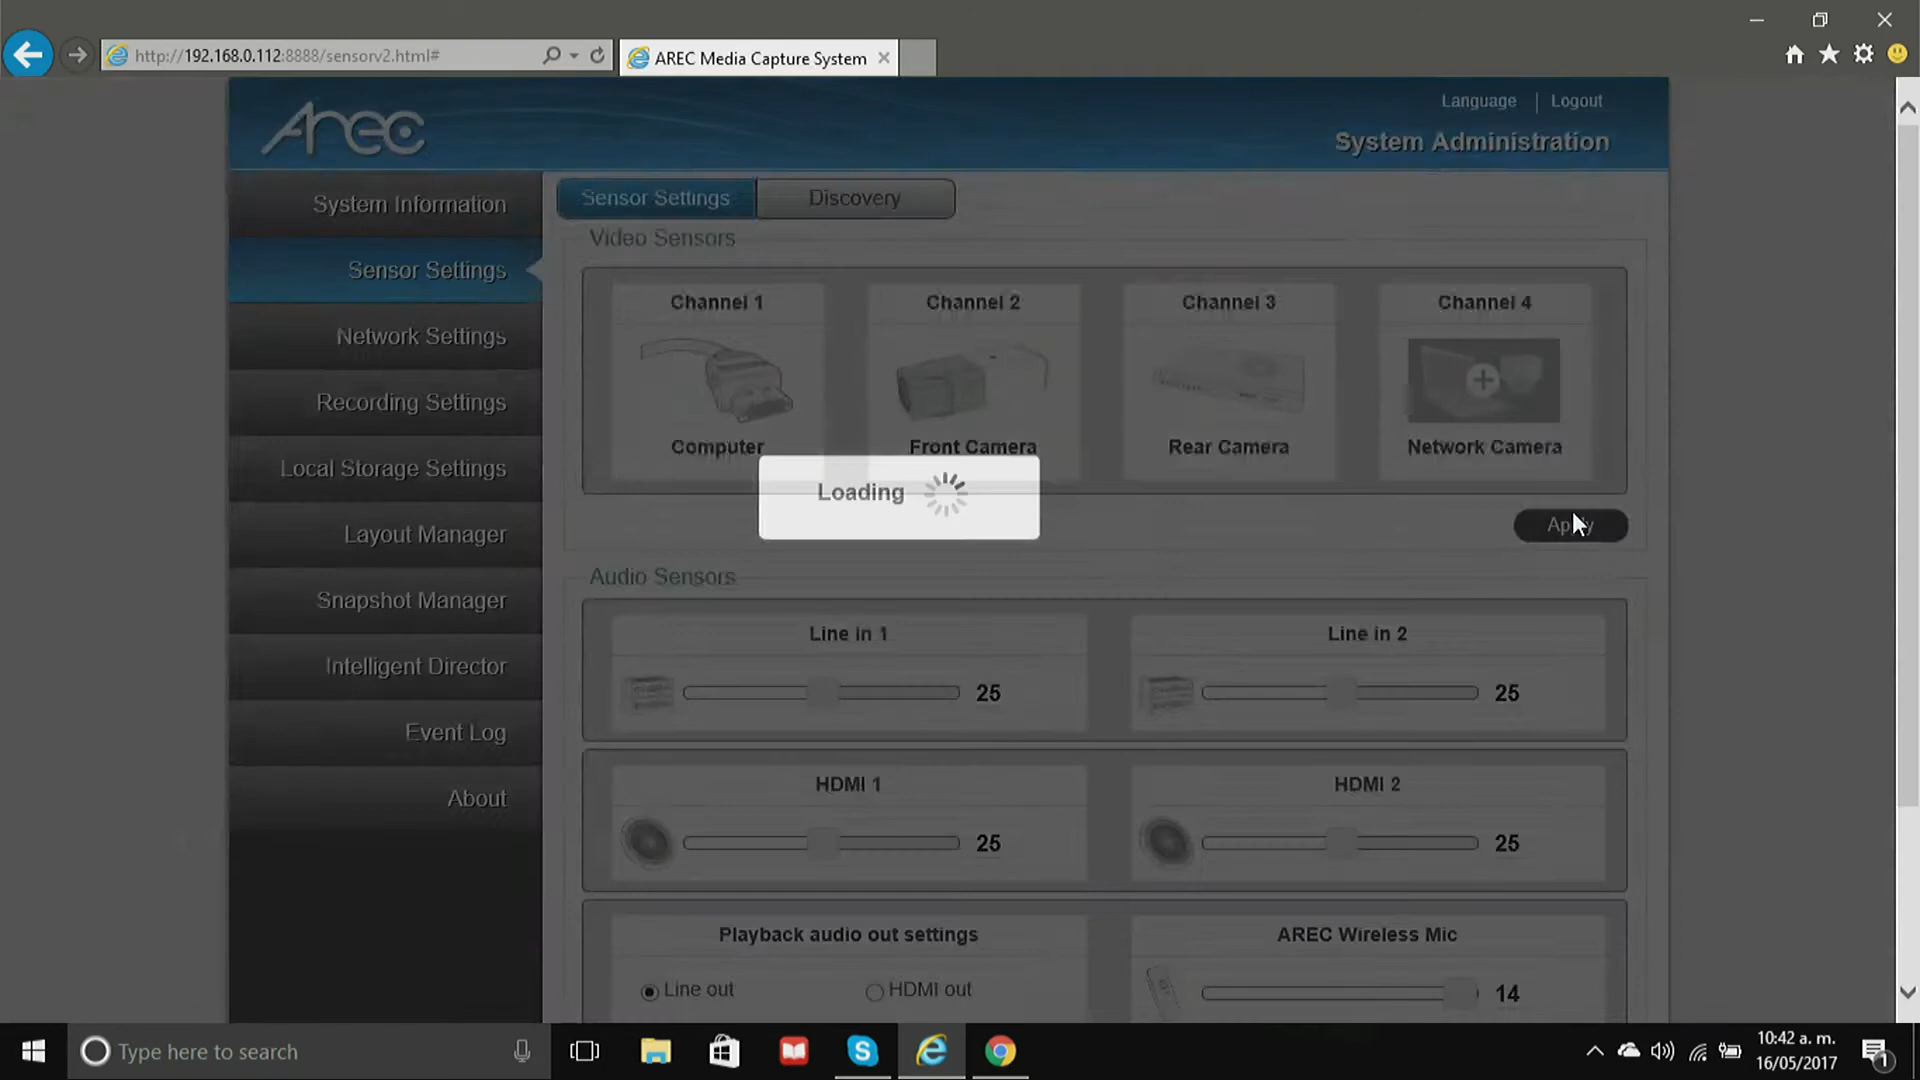 http://192.168.0.112:8888/sensorv2.html#
AREC Media Capture System
Arec
Language | Logout
System Administration
System Information
Sensor Settings
Network Settings
Recording Settings
Local Storage Settings
Layout Manager
Snapshot Manager
Intelligent Director
Event Log
About
Sensor Settings
Discovery
Video Sensors
Channel 1
Channel 2
Channel 3
Channel 4
Computer
Front Camera
Rear Camera
Network Camera
Loading
Apply
Audio Sensors
Line in 1
Line in 2
25
25
HDMI 1
HDMI 2
25
25
Playback audio out settings
AREC Wireless Mic
Line out
HDMI out
14
Type here to search
10:42 a. m.
16/05/2017
1